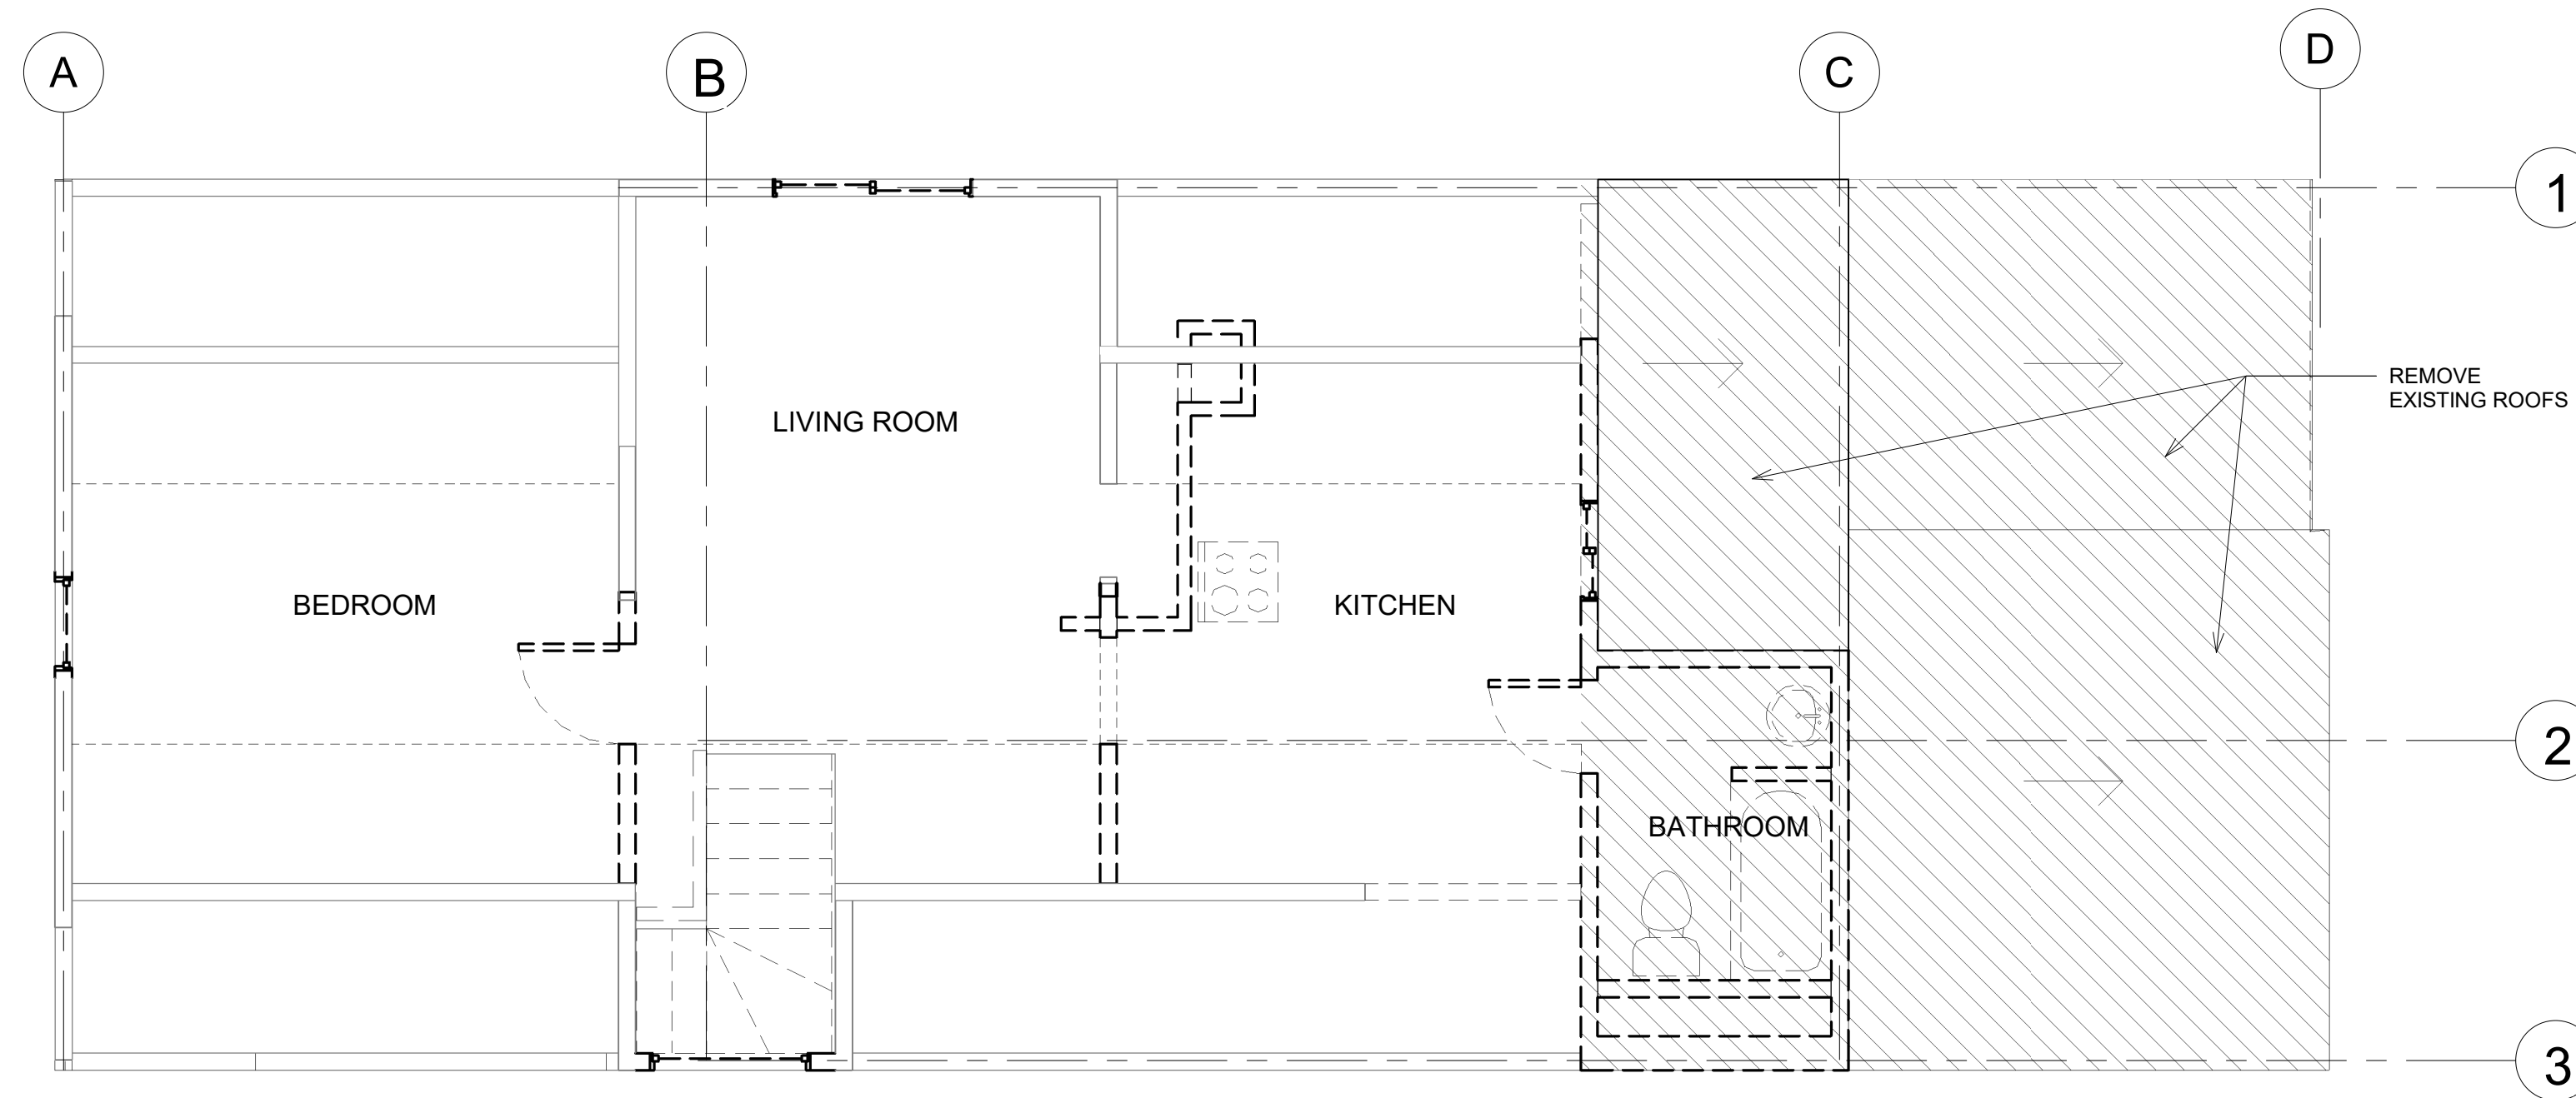 A
B
C
D
1
REMOVE
EXISTING ROOFS
LIVING ROOM
BEDROOM
KITCHEN
2
BATHROOM
3